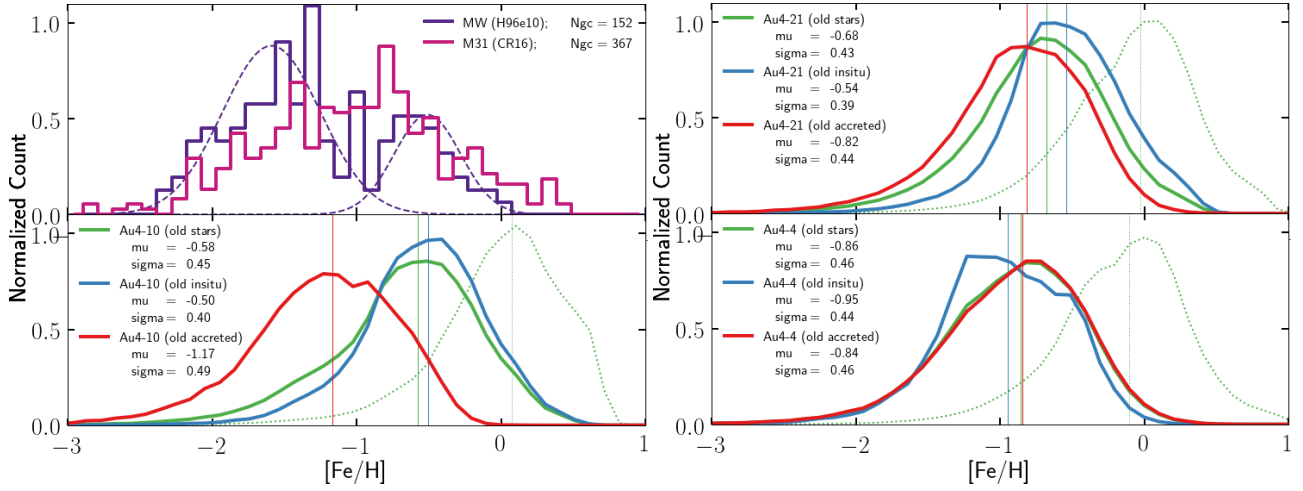 MW (H96e10); Ngc = 152
M31 (CR16); Ngc = 367
1.0
0.5
0.0
Normalized Count
Au4-10 (old stars)
mu = -0.58
sigma = 0.45
Au4-10 (old insitu)
mu = -0.50
sigma = 0.40
Au4-10 (old accreted)
mu = -1.17
sigma = 0.49
1.0
0.5
0.0
−3 −2 −1 0 1
[Fe/H]
Au4-21 (old stars)
mu = -0.68
sigma = 0.43
Au4-21 (old insitu)
mu = -0.54
sigma = 0.39
Au4-21 (old accreted)
mu = -0.82
sigma = 0.44
1.0
0.5
0.0
Normalized Count
Au4-4 (old stars)
mu = -0.86
sigma = 0.46
Au4-4 (old insitu)
mu = -0.95
sigma = 0.44
Au4-4 (old accreted)
mu = -0.84
sigma = 0.46
1.0
0.5
0.0
−3 −2 −1 0 1
[Fe/H]